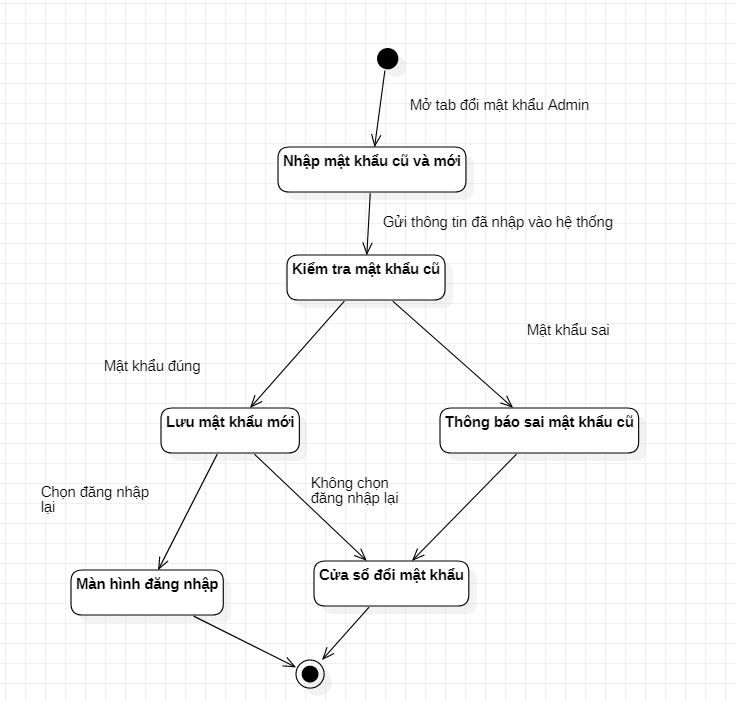 Mở tab đổi mật khẩu Admin
Nhập mật khẩu cũ và mới
Gửi thông tin đã nhập vào hệ thống
Kiểm tra mật khẩu cũ
Mật khẩu sai
Mật khẩu đúng
Lưu mật khẩu mới
Thông báo sai mật khẩu cũ
Chọn đăng nhập
lại
Không chọn
đăng nhập lại
Màn hình đăng nhập
Cửa sổ đổi mật khẩu